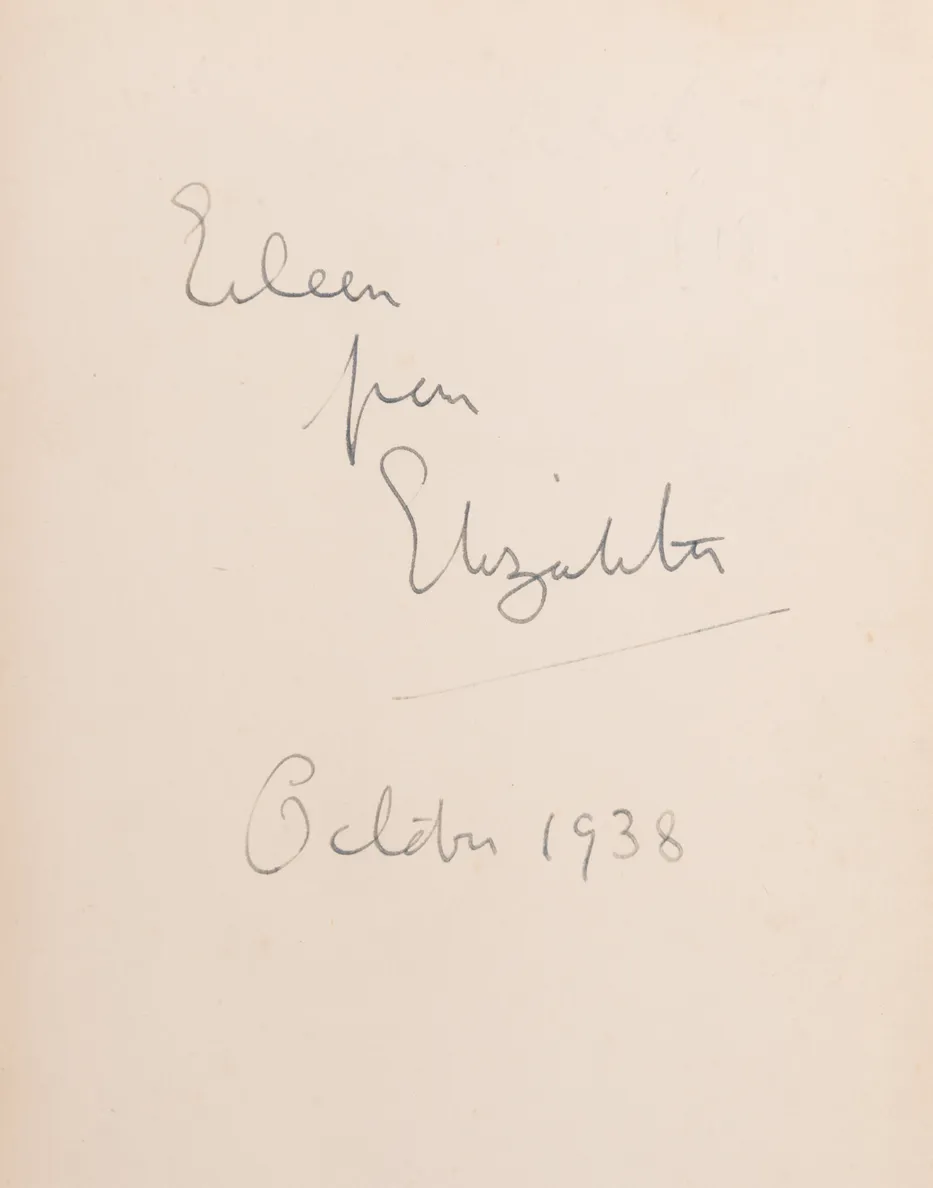 Eileen
from
Elizabeth
October 1938